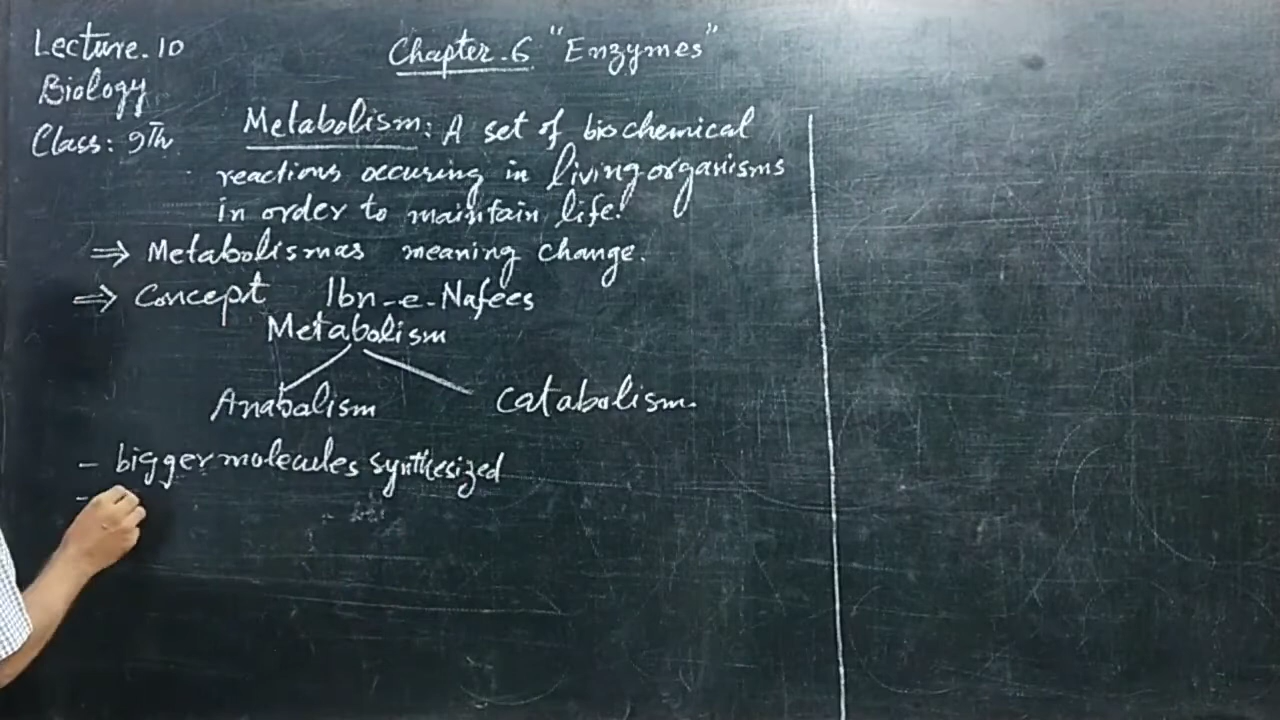 Lecture.10
Chapter.6 "Enzymes"
Biology
Class: 9Th
Metabolism: A set of biochemical
reactions occuring in living organisms
in order to maintain life.
⇒ Metabolismas meaning change.
⇒ Concept Ibn-e-Nafees
Metabolism
Anabalism Catabolism.
- bigger molecules synthesized
-